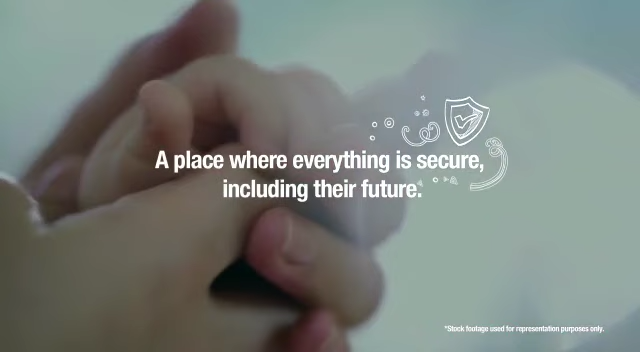 A place where everything is secure,
including their future.
*Stock footage used for representation purposes only.